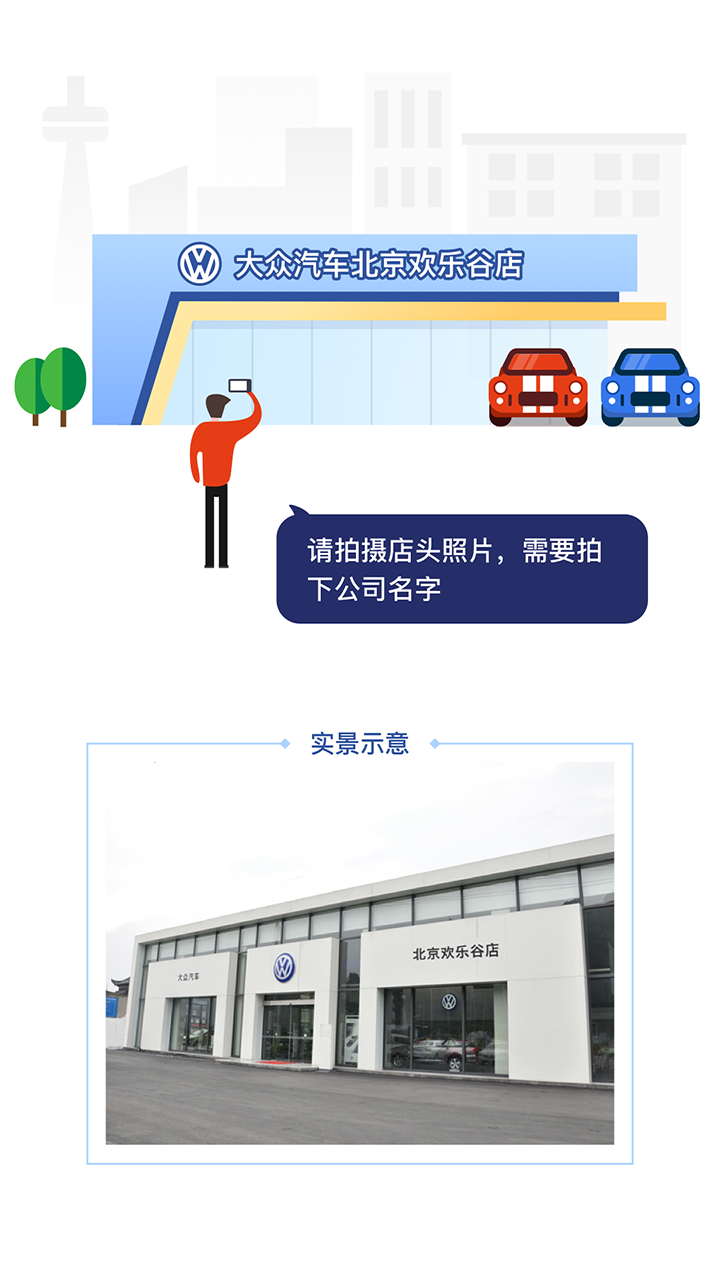 大众汽车北京欢乐谷店
请拍摄店头照片，需要拍
下公司名字
实景示意
大众汽车
北京欢乐谷店